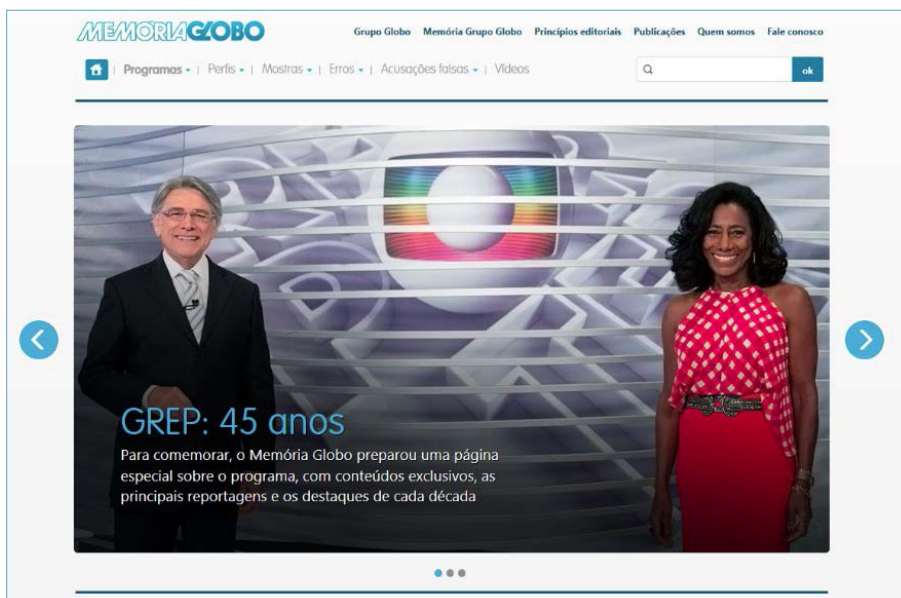 MEMÓRIAGLOBO
Grupo Globo Memória Grupo Globo Princípios editoriais Publicações Quem somos Fale conosco
Programas | Perfis | Mostras | Erros | Acusações falsas | Vídeos
ok
GREP: 45 anos
Para comemorar, o Memória Globo preparou uma página
especial sobre o programa, com conteúdos exclusivos, as
principais reportagens e os destaques de cada década